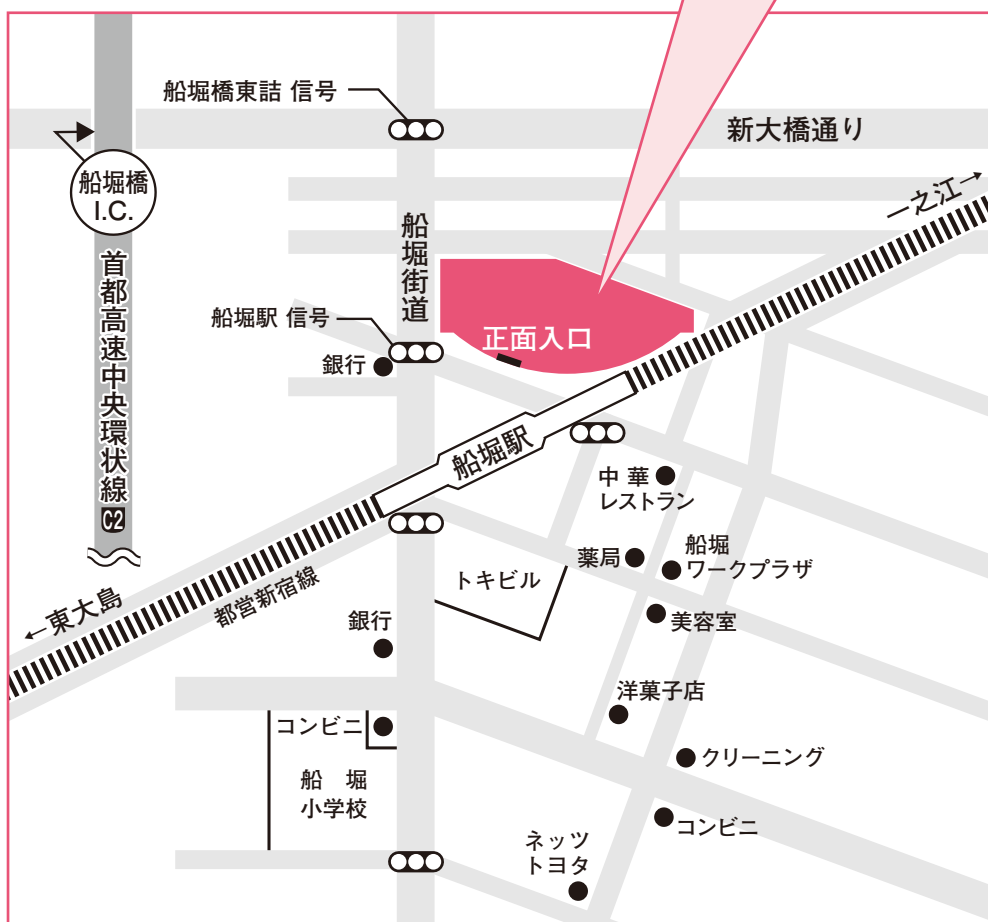 船堀橋東詰 信号
新大橋通り
船堀橋
I.C.
一之江→
船堀街道
首都高速中央環状線
C2
船堀駅 信号
正面入口
銀行
船堀駅
中 華
レストラン
薬局
船堀
ワークプラザ
トキビル
←東大島
都営新宿線
美容室
銀行
洋菓子店
コンビニ
クリーニング
船 堀
小学校
コンビニ
ネッツ
トヨタ